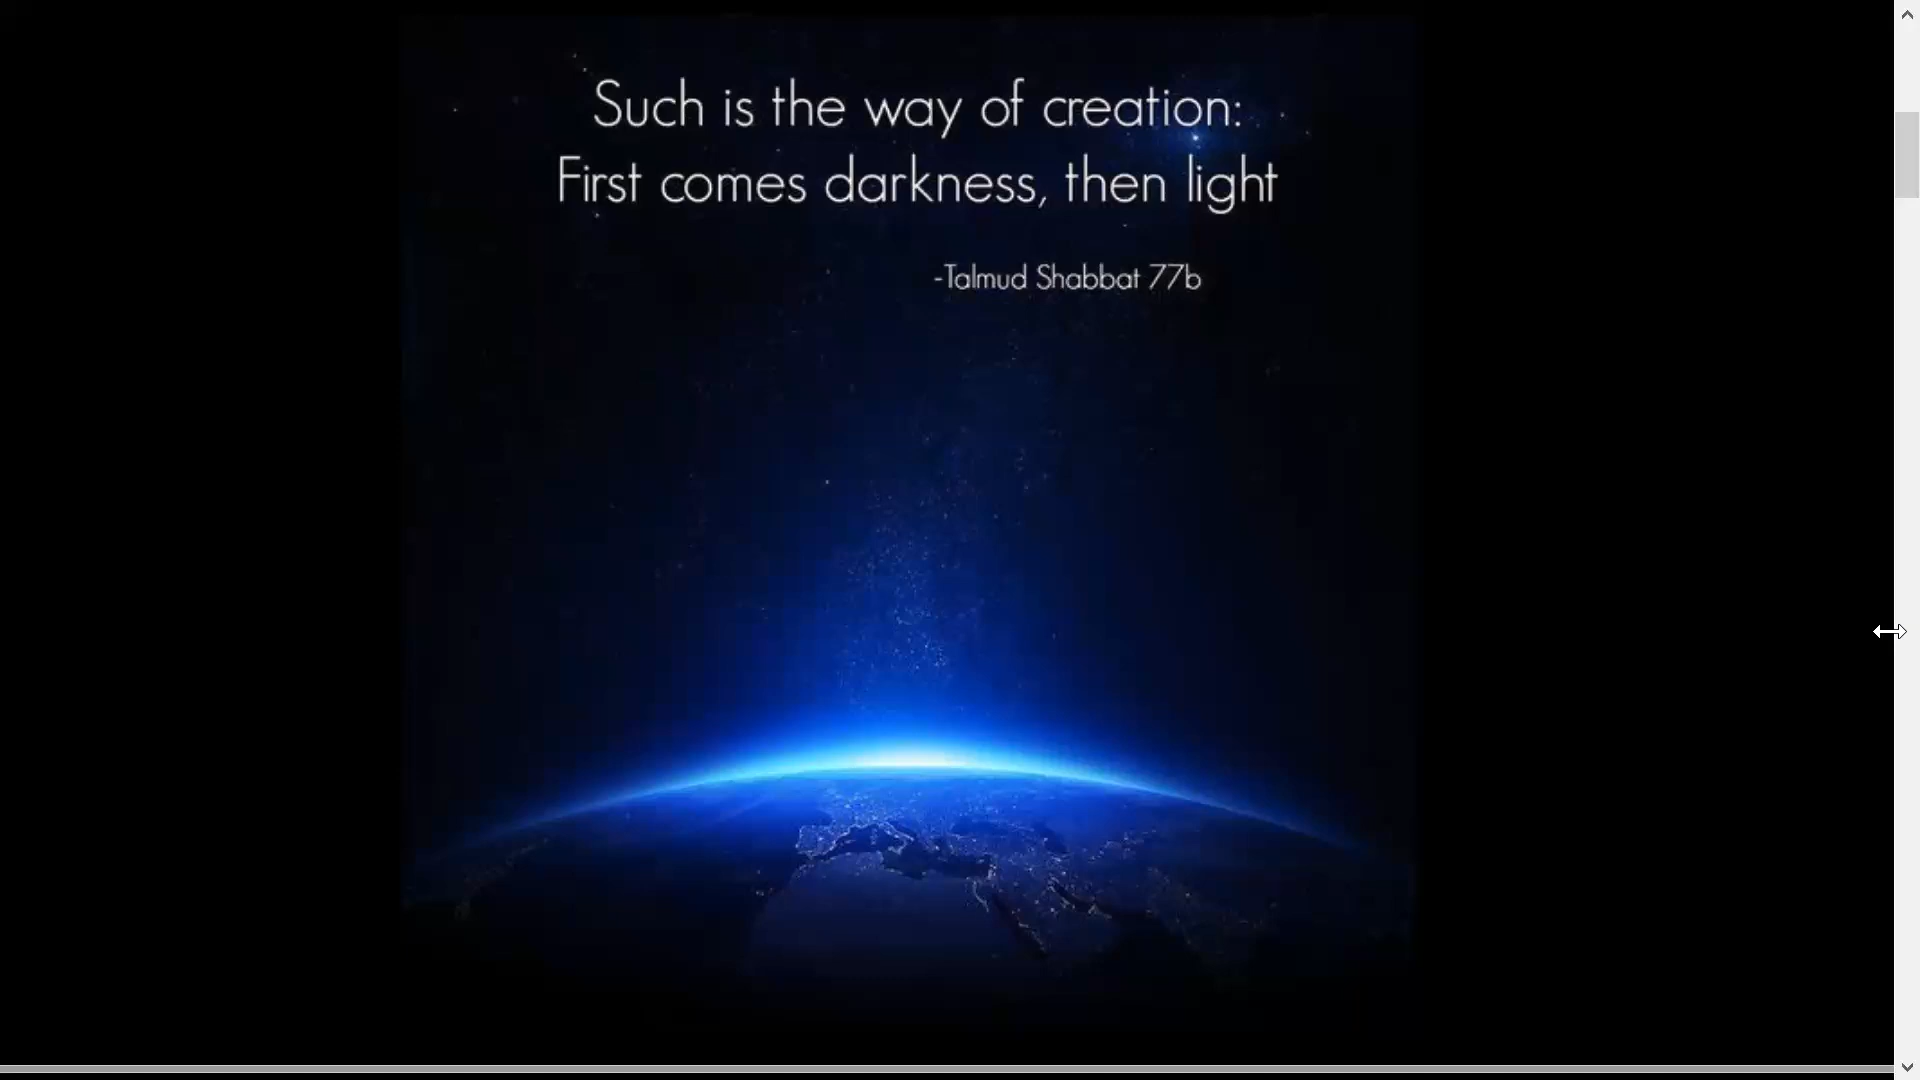 Such is the way of creation:
First comes darkness, then light
-Talmud Shabbat 77b